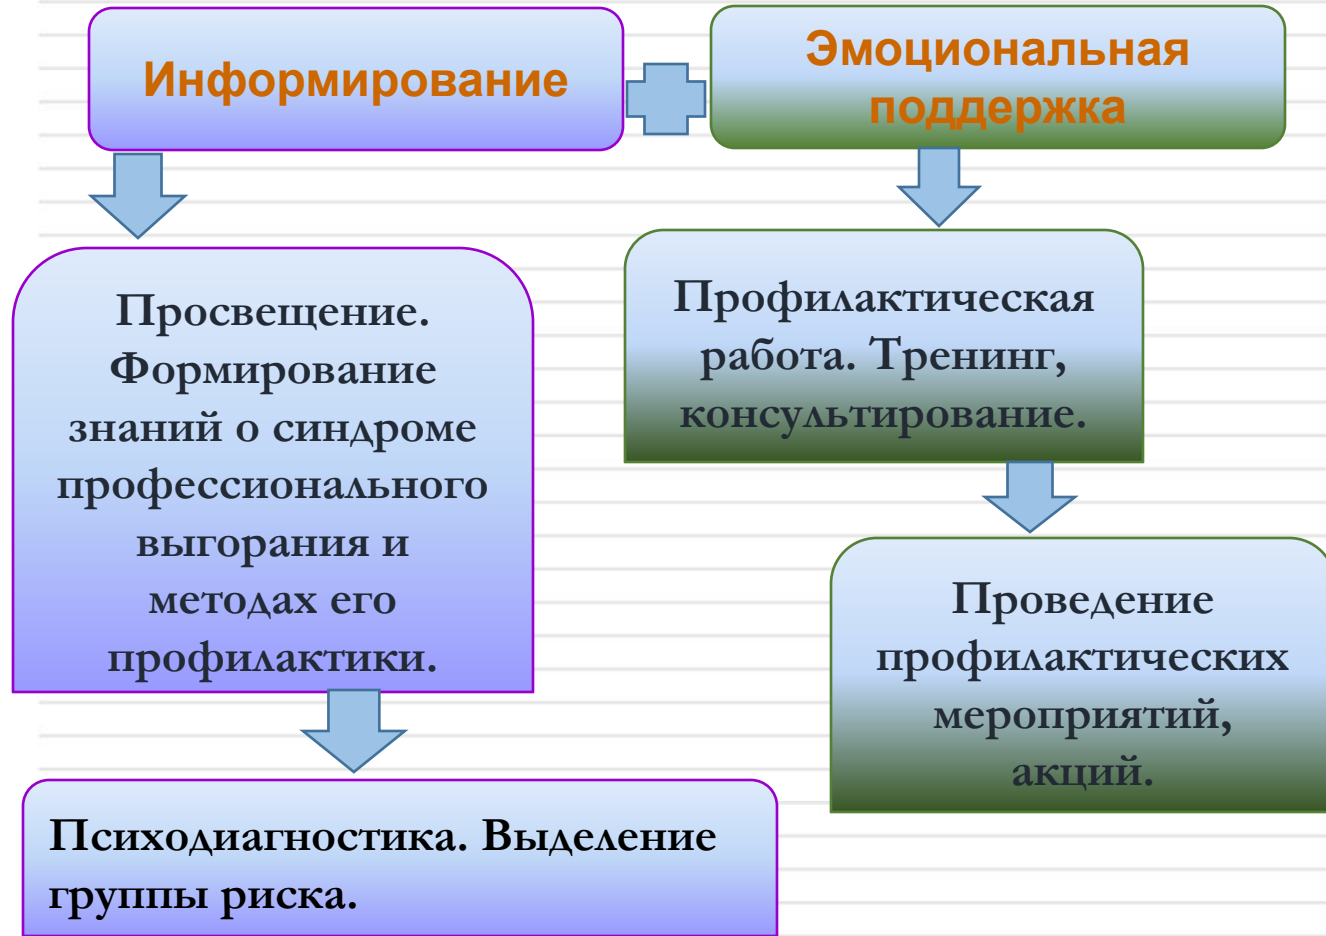 Информирование
Эмоциональная
поддержка
Просвещение.
Формирование
знаний о синдроме
профессионального
выгорания и
методах его
профилактики.
Профилактическая
работа. Тренинг,
консультирование.
Проведение
профилактических
мероприятий,
акций.
Психодиагностика. Выделение
группы риска.